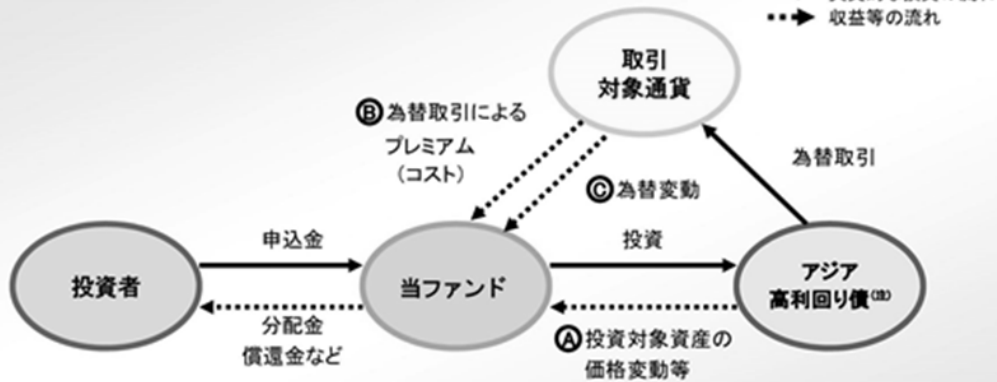 収益等の流れ
取引
対象通貨
Ⓑ為替取引による
プレミアム
(コスト)
Ⓒ為替変動
為替取引
投資者
申込金
分配金
償還金など
当ファンド
投資
Ⓐ投資対象資産の
価格変動等
アジア
高利回り債(注)